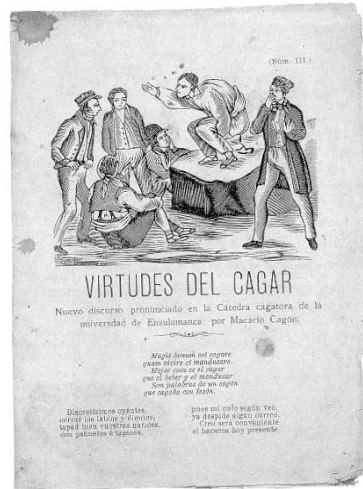 (Núm. 111.)
VIRTUDES DEL CAGAR
Nuevo discurso pronunciado en la Cátedra cagatora de la
universidad de Ensulamanca: por Macario Cagón.
Magis bonum est cagare
quam vivire et manducare.
Mejor cosa es el cagar
que el beber y el manducar.
Son palabras de un cagón
que cagaba con tesón.
Discretísimos oyentes,
los labios y dientes,
tapad bien vuestras narices,
con pañuelos ó tapices,
pues mi culo según veo,
ya despide algún correo.
Creo será conveniente
el haceros hoy presente